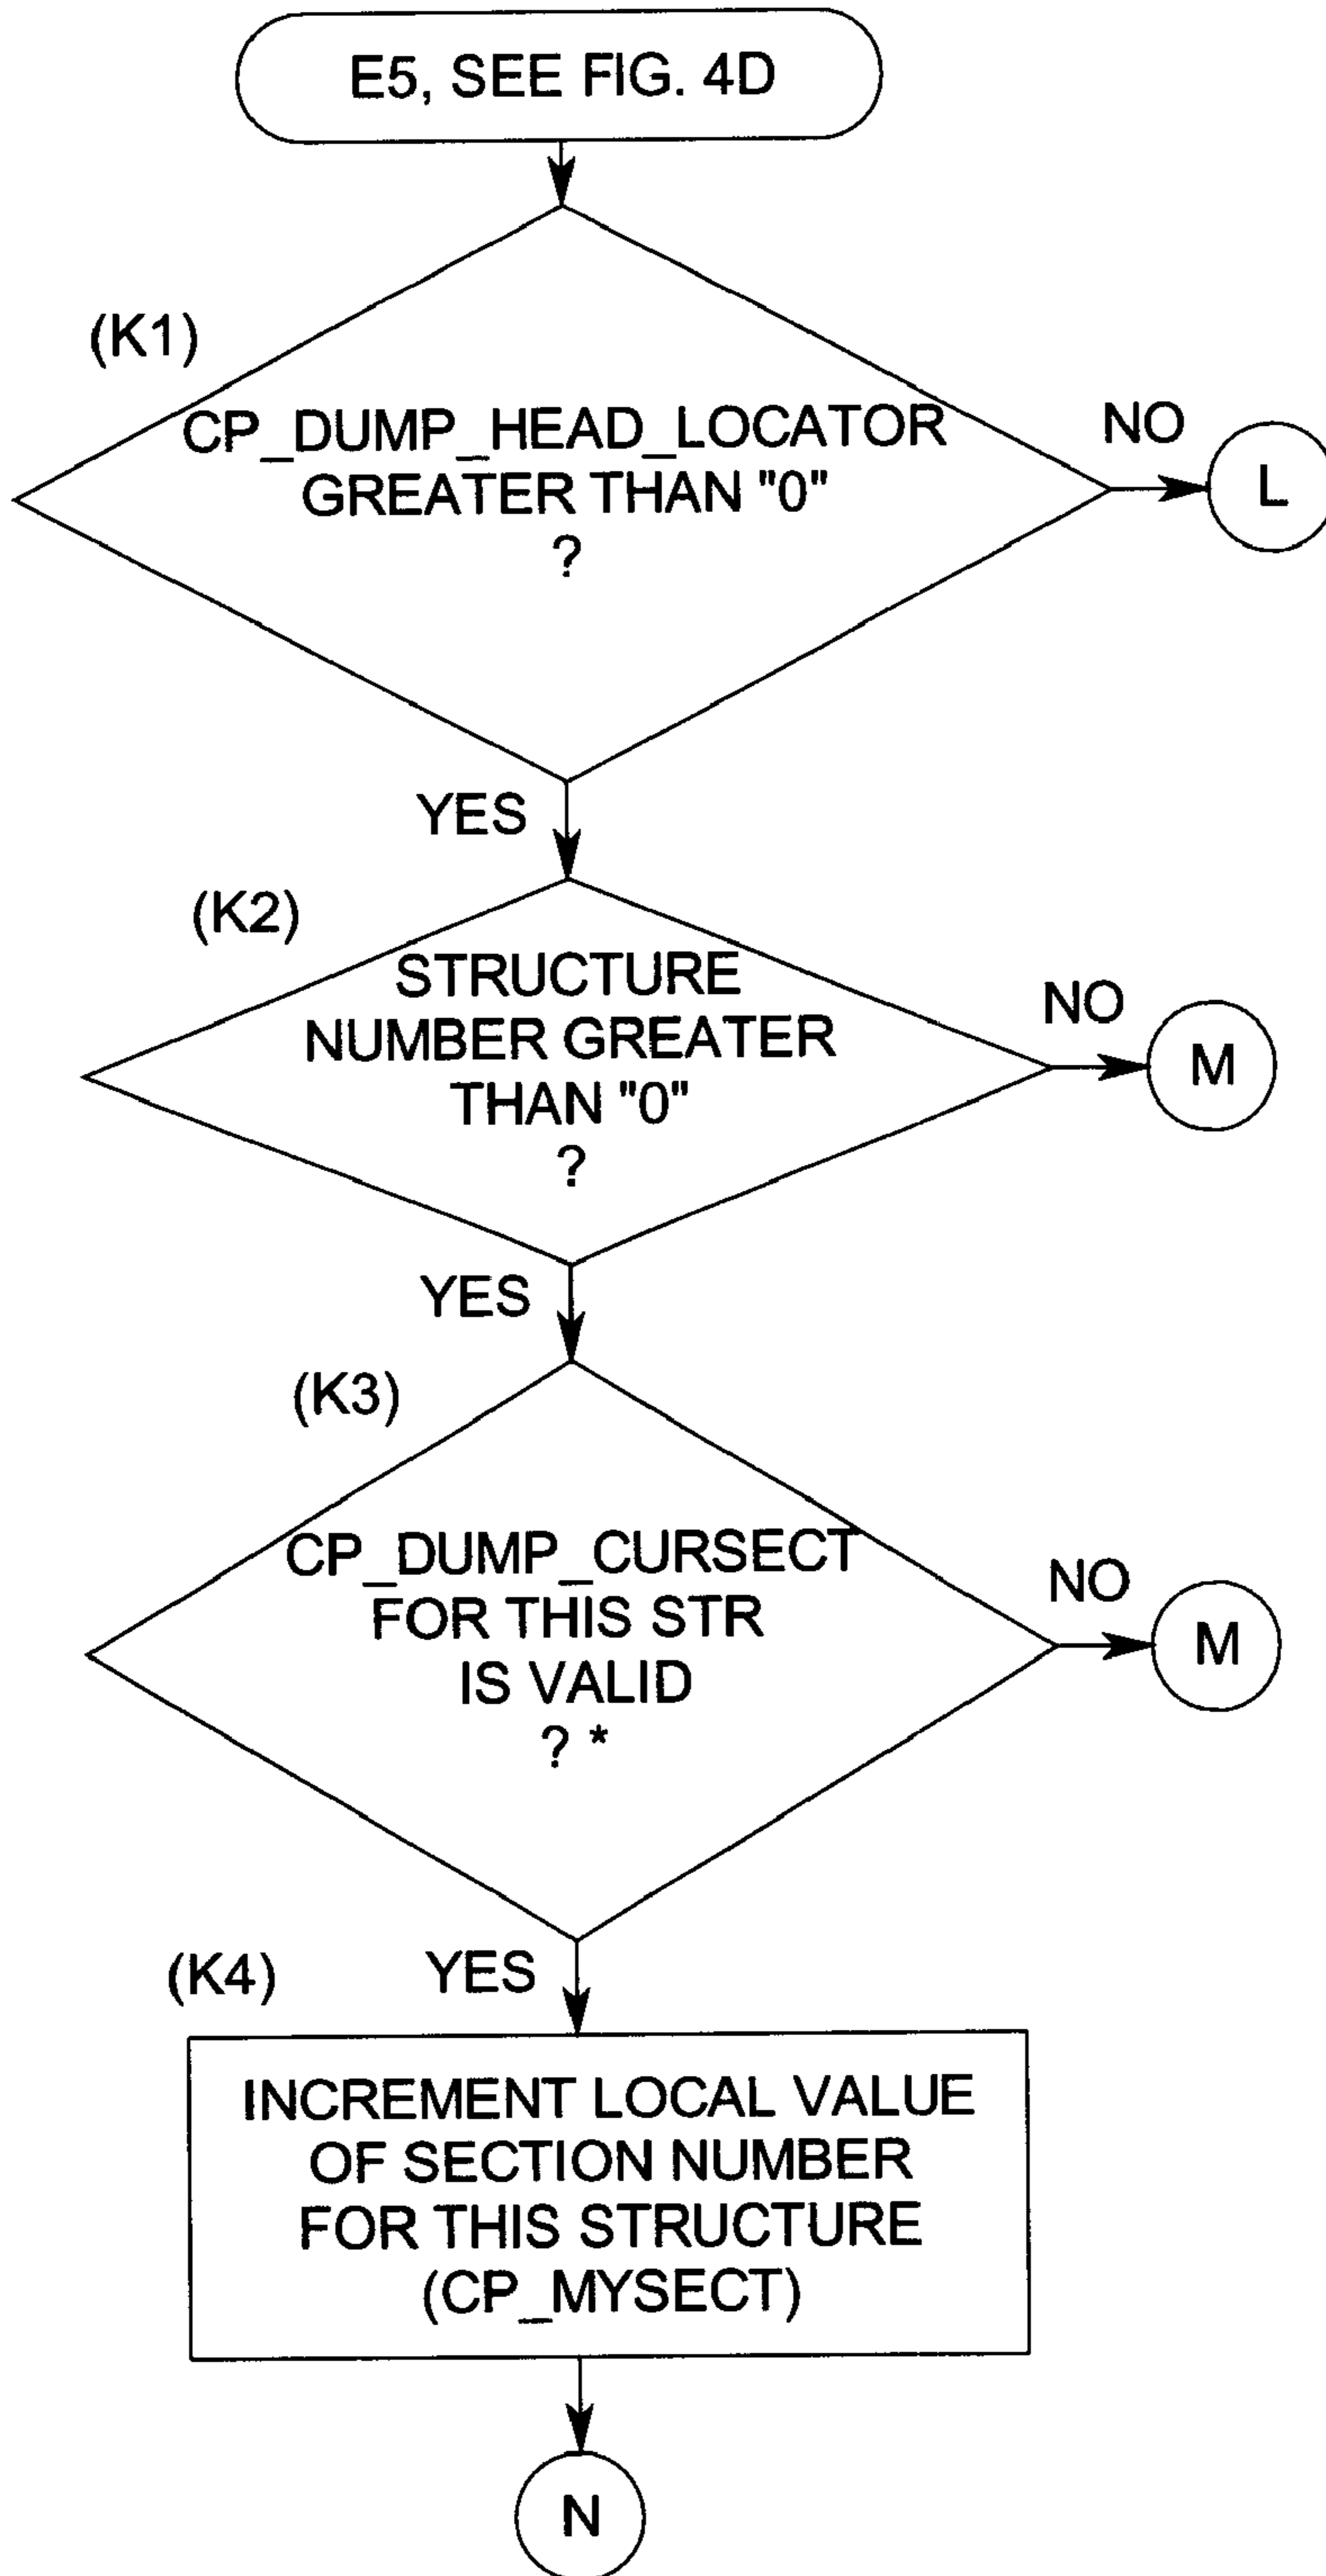 E5, SEE FIG. 4D
(K1)
CP_DUMP_HEAD_LOCATOR
GREATER THAN "0"
?
NO
L
YES
(K2)
STRUCTURE
NUMBER GREATER
THAN "0"
?
NO
M
YES
(K3)
CP_DUMP_CURSECT
FOR THIS STR
IS VALID
? *
NO
M
(K4)
YES
INCREMENT LOCAL VALUE
OF SECTION NUMBER
FOR THIS STRUCTURE
(CP_MYSECT)
N